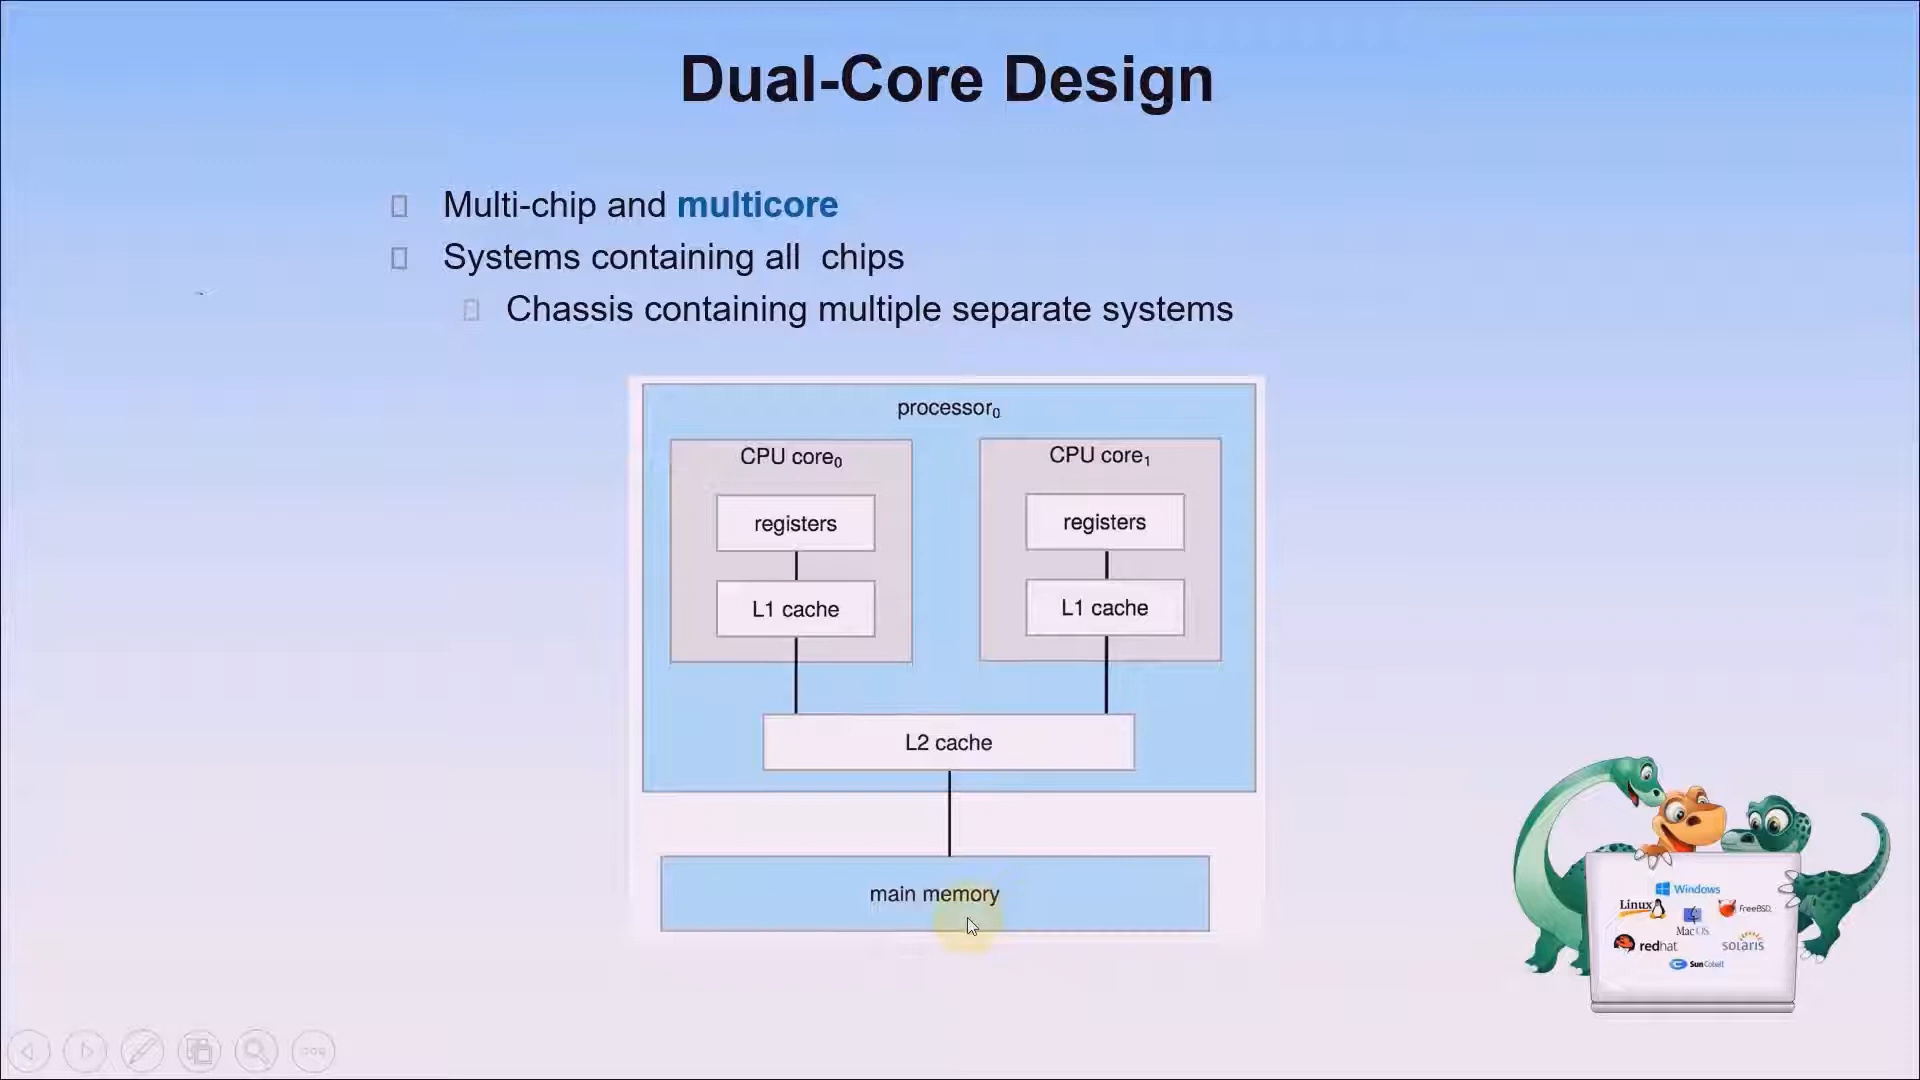 Dual-Core Design
Multi-chip and multicore
Systems containing all  chips
Chassis containing multiple separate systems
processor₀
CPU core₀
CPU core₁
registers
registers
L1 cache
L1 cache
L2 cache
main memory
Windows
Linux
FreeBSD
Mac OS
redhat
solaris
Sun Cobalt